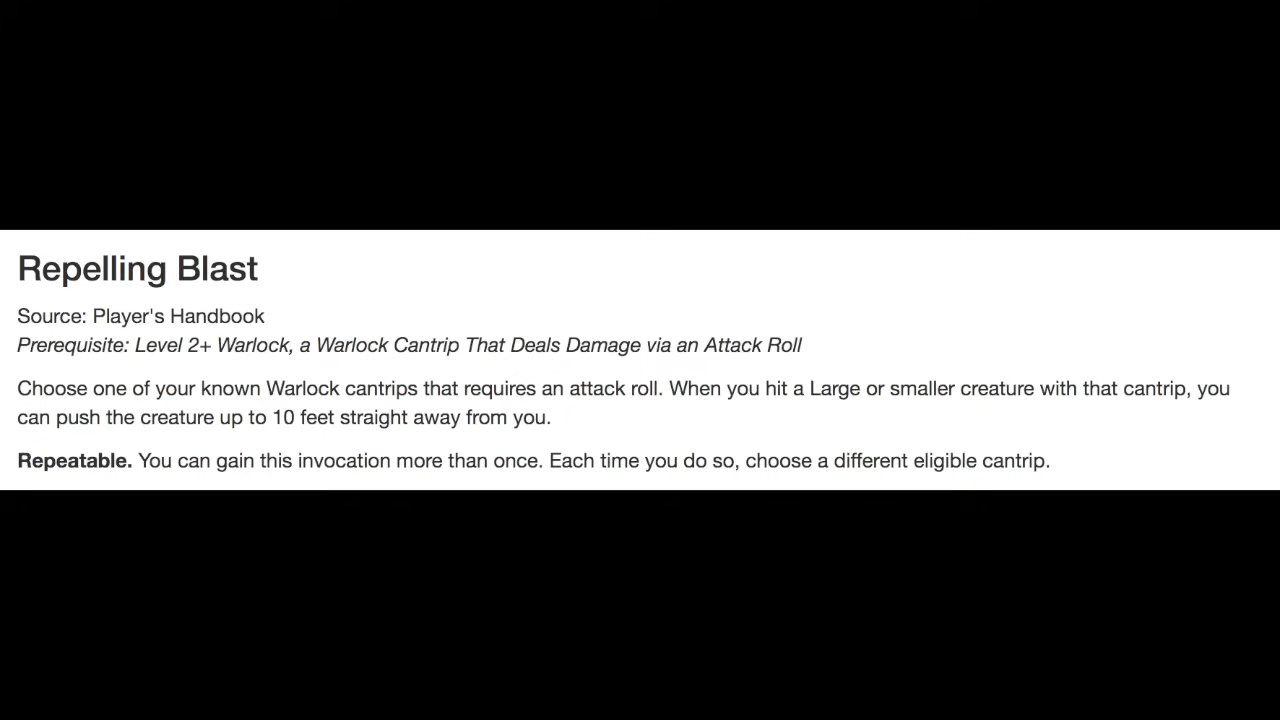 Repelling Blast
Source: Player's Handbook
Prerequisite: Level 2+ Warlock, a Warlock Cantrip That Deals Damage via an Attack Roll
Choose one of your known Warlock cantrips that requires an attack roll. When you hit a Large or smaller creature with that cantrip, you
can push the creature up to 10 feet straight away from you.
Repeatable. You can gain this invocation more than once. Each time you do so, choose a different eligible cantrip.